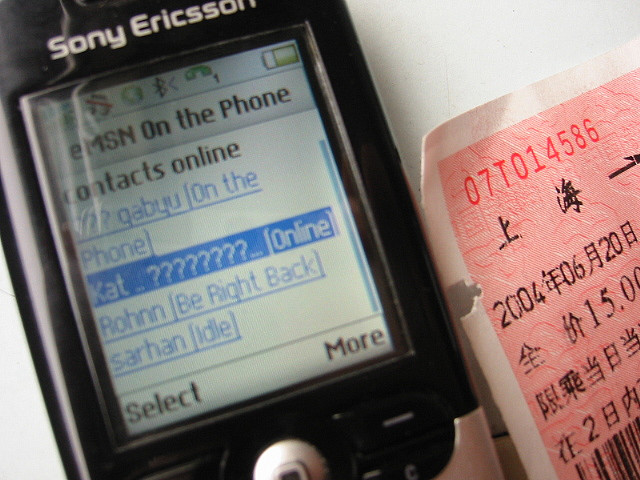 Sony Ericsson
eMSN On the Phone
contacts online
(?? gabyu [On the
Phone]
Kat ..????????... [Online]
Rohnn [Be Right Back]
sarhan [Idle]
More
Select
c
07T014586
上 海 →
2004年06月20日
全 价15.00
限乘当日当
在2日内